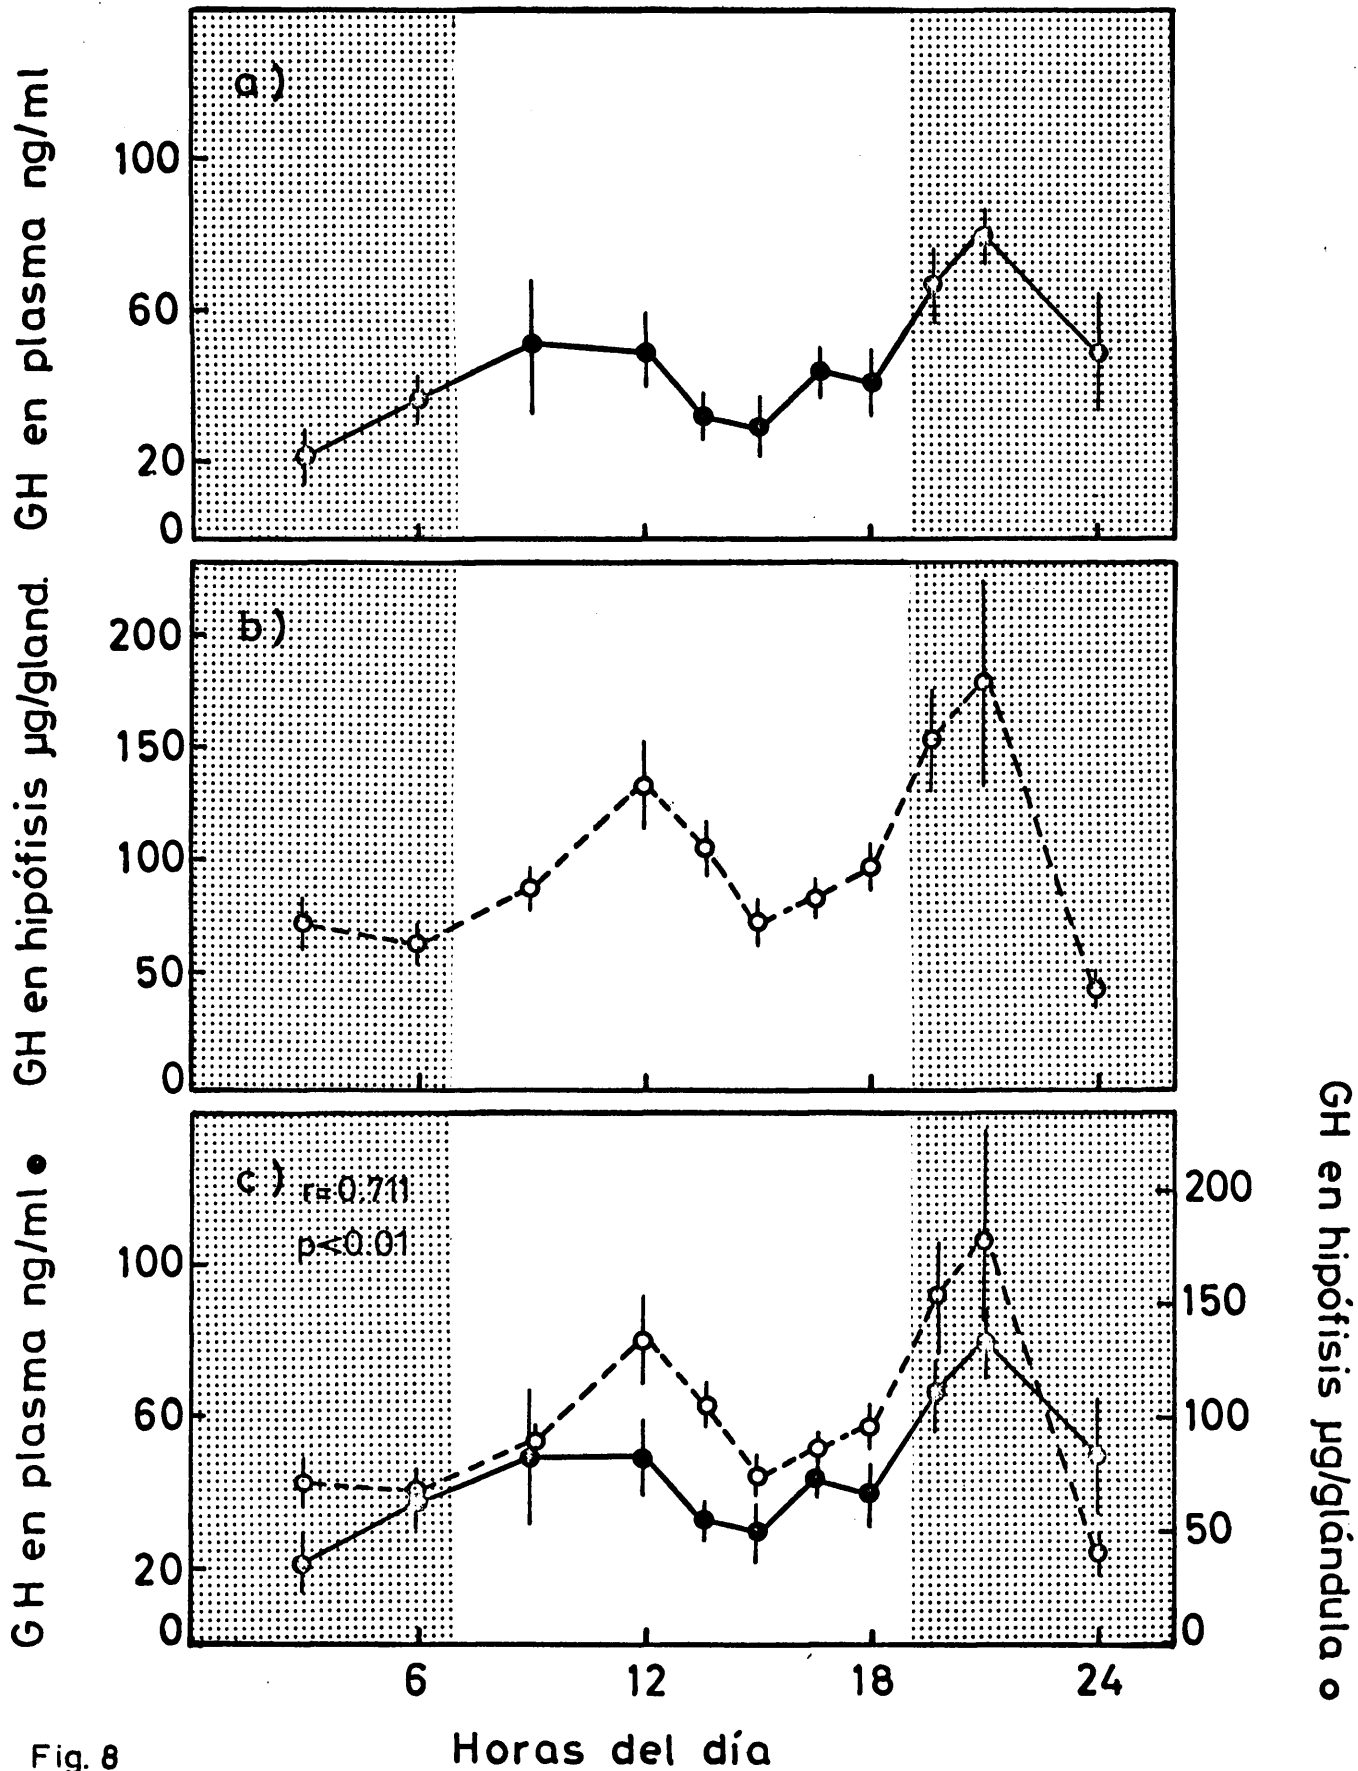 a)
GH en plasma ng/ml
100
60
20
0
b)
GH en hipófisis µg/gland.
200
150
100
50
0
c) r=0.711
p<0.01
GH en plasma ng/ml ●
100
60
20
0
200
150
100
50
0
GH en hipófisis µg/glándula o
6 12 18 24
Horas del día
Fig. 8